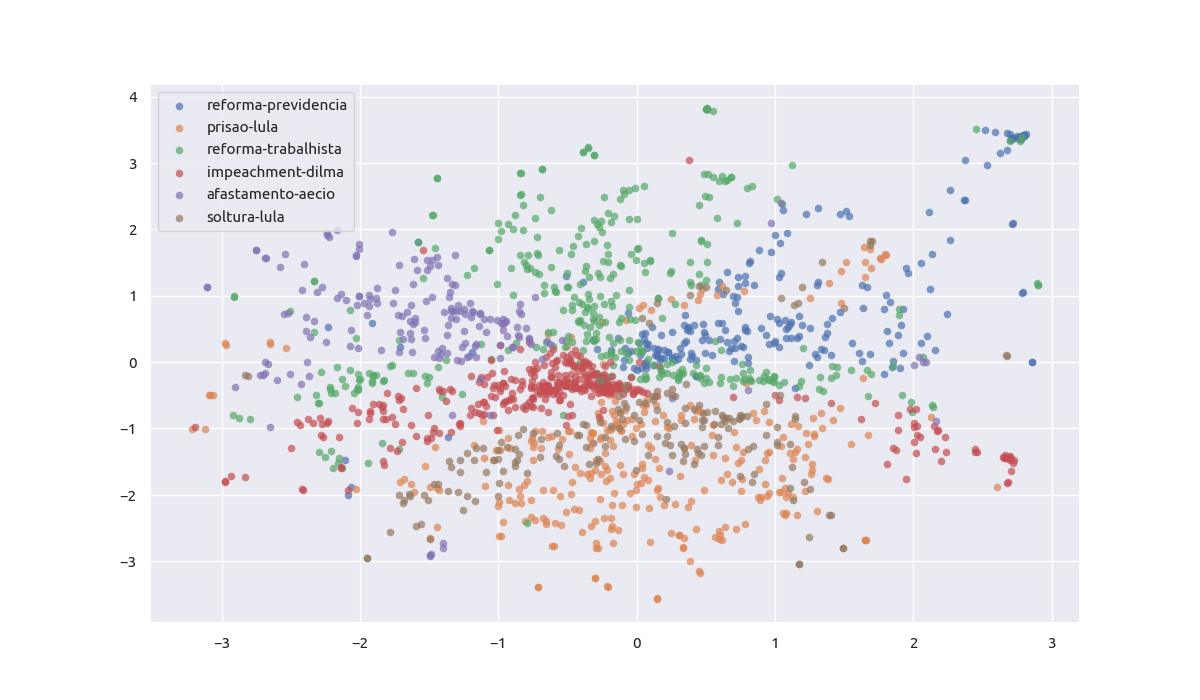 reforma-previdencia
prisao-lula
reforma-trabalhista
impeachment-dilma
afastamento-aecio
soltura-lula
4
3
2
1
0
−1
−2
−3
−3 −2 −1 0 1 2 3